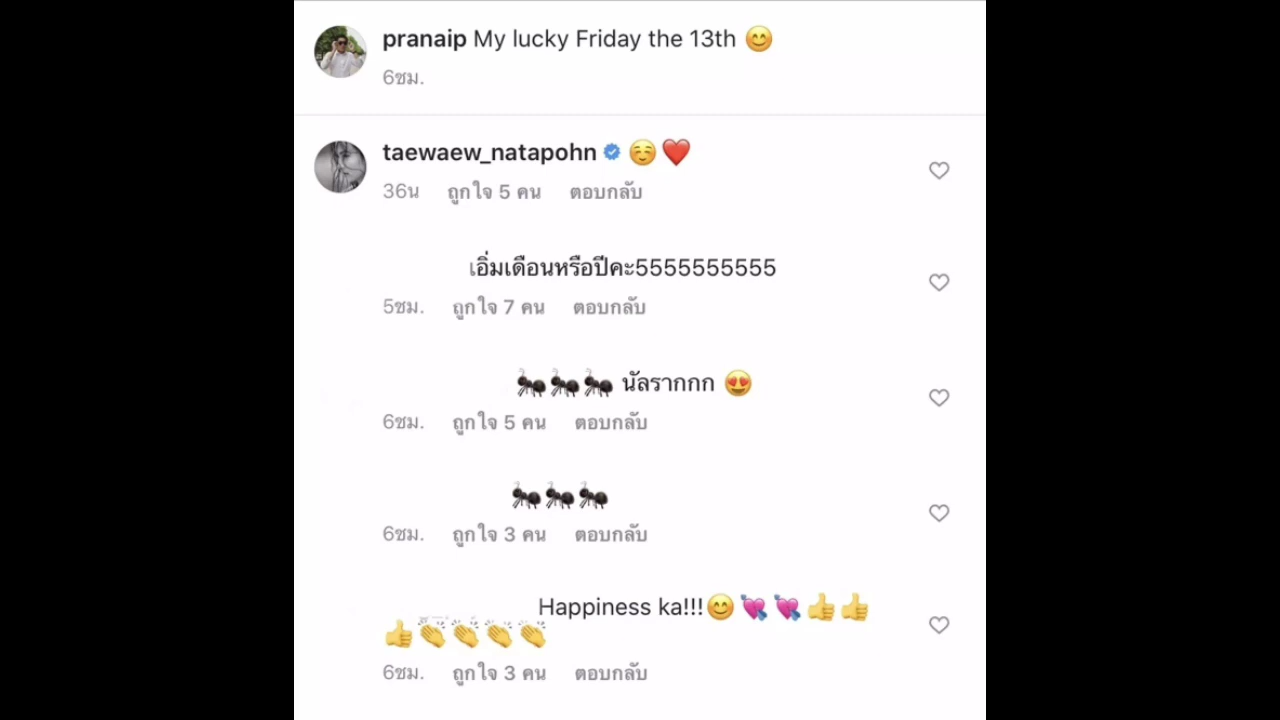 pranaip My lucky Friday the 13th 😊
6ชม.
taewaew_natapohn ☺️❤️
36น ถูกใจ 5 คน ตอบกลับ
เอิ่มเดือนหรือปีคะ5555555555
5ชม. ถูกใจ 7 คน ตอบกลับ
🐜🐜🐜 นัลรากกก 😍
6ชม. ถูกใจ 5 คน ตอบกลับ
🐜🐜🐜
6ชม. ถูกใจ 3 คน ตอบกลับ
Happiness ka!!!😊💘💘👍👍
👍👏👏👏👏
6ชม. ถูกใจ 3 คน ตอบกลับ